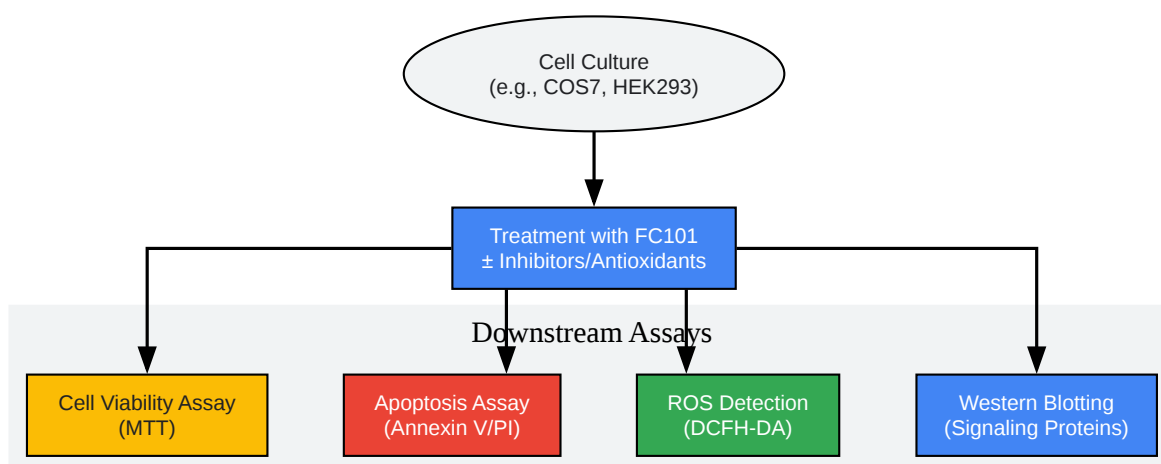 Cell Culture
(e.g., COS7, HEK293)
Treatment with FC101
± Inhibitors/Antioxidants
Downstream Assays
Cell Viability Assay
(MTT)
Apoptosis Assay
(Annexin V/PI)
ROS Detection
(DCFH-DA)
Western Blotting
(Signaling Proteins)